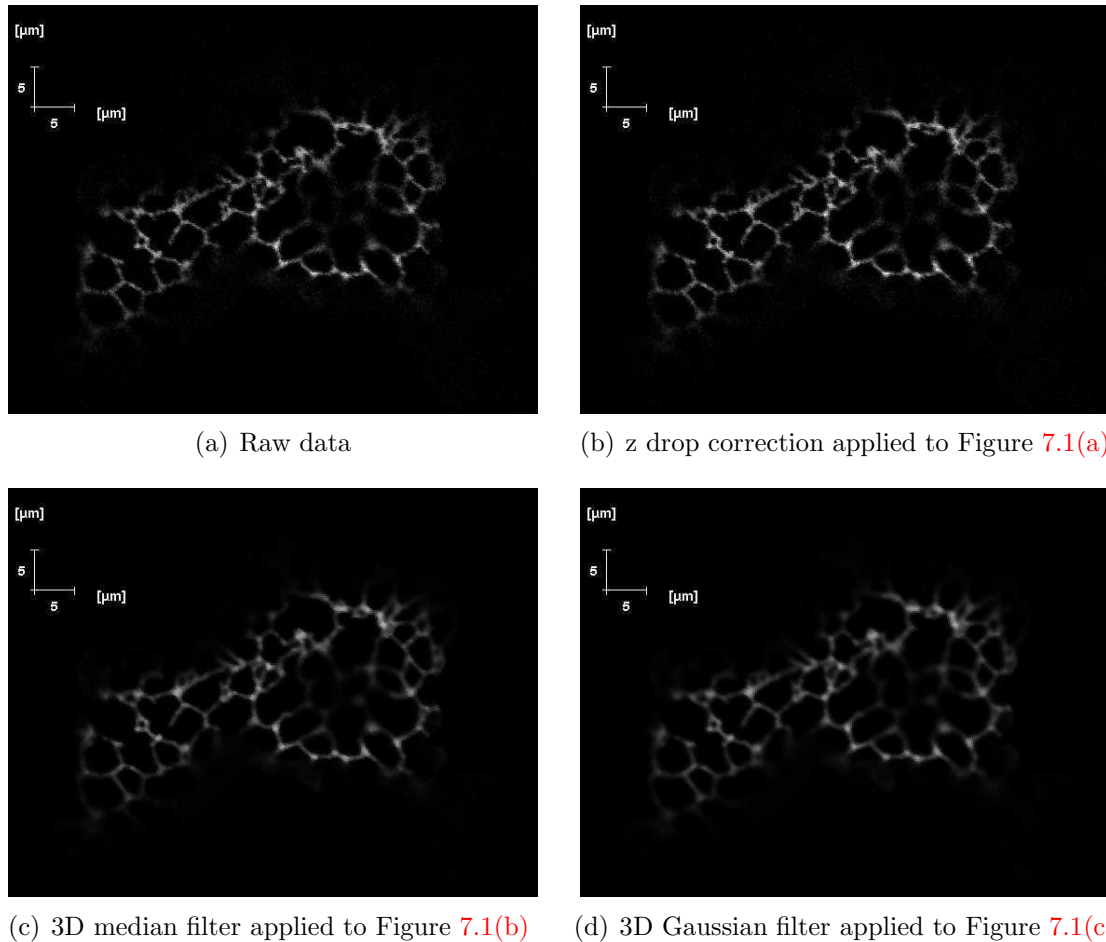 [µm]
5
5
[µm]
[µm]
5
5
[µm]
(a) Raw data
(b) z drop correction applied to Figure 7.1(a)
[µm]
5
5
[µm]
[µm]
5
5
[µm]
(c) 3D median filter applied to Figure 7.1(b)
(d) 3D Gaussian filter applied to Figure 7.1(c